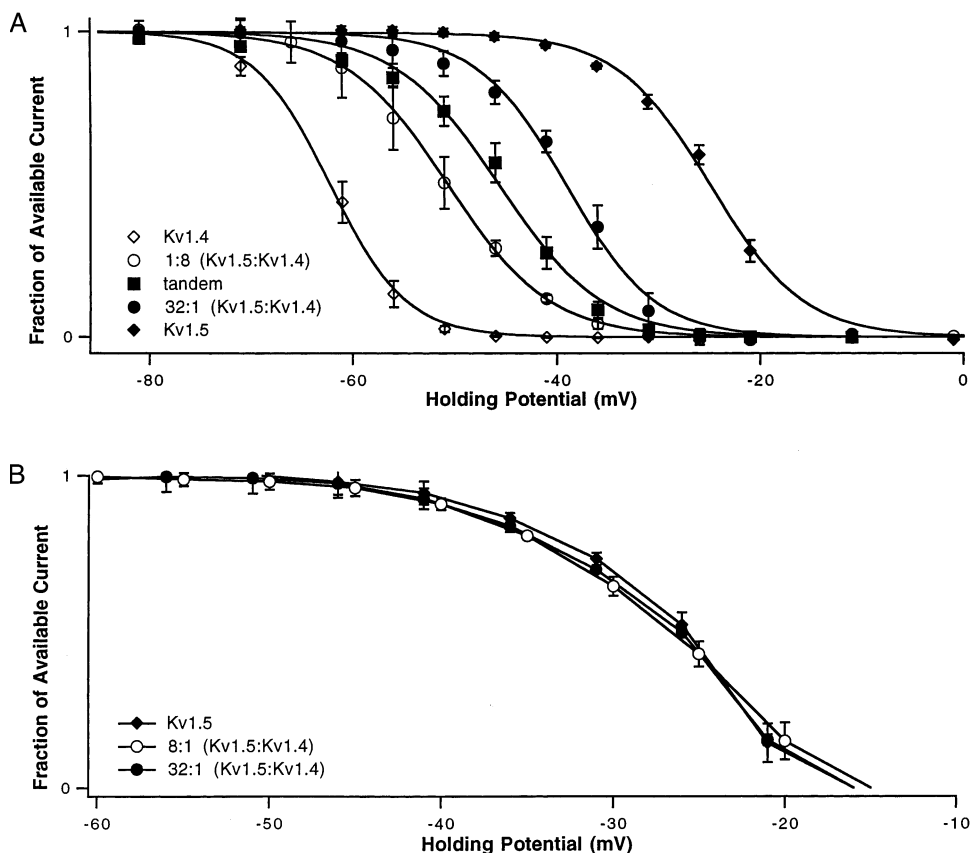 A
Fraction of Available Current
1
0
Kv1.4
1:8 (Kv1.5:Kv1.4)
tandem
32:1 (Kv1.5:Kv1.4)
Kv1.5
-80
-60
-40
-20
0
Holding Potential (mV)
B
Fraction of Available Current
1
0
Kv1.5
8:1 (Kv1.5:Kv1.4)
32:1 (Kv1.5:Kv1.4)
-60
-50
-40
-30
-20
-10
Holding Potential (mV)